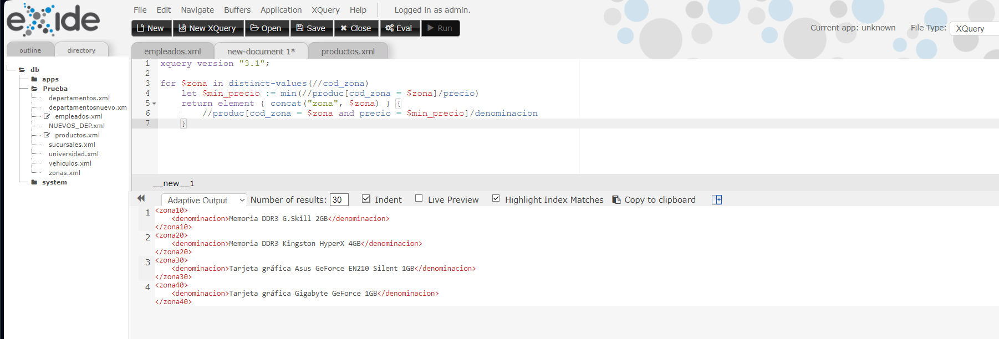 eXide
File Edit Navigate Buffers Application XQuery Help Logged in as admin.
New New XQuery Open Save Close Eval Run
Current app: unknown File Type: XQuery
outline directory
empleados.xml new-document 1* productos.xml
db
apps
Prueba
departamentos.xml
departamentosnuevo.xm
empleados.xml
NUEVOS_DEP.xml
productos.xml
sucursales.xml
universidad.xml
vehiculos.xml
zonas.xml
system
1 xquery version "3.1";
2
3 for $zona in distinct-values(//cod_zona)
4 let $min_precio := min(//produc[cod_zona = $zona]/precio)
5 return element { concat("zona", $zona) } {
6 //produc[cod_zona = $zona and precio = $min_precio]/denominacion
7 }
__new__1
Adaptive Output Number of results: 30 Indent Live Preview Highlight Index Matches Copy to clipboard
1 <zona10>
<denominacion>Memoria DDR3 G.Skill 2GB</denominacion>
</zona10>
2 <zona20>
<denominacion>Memoria DDR3 Kingston HyperX 4GB</denominacion>
</zona20>
3 <zona30>
<denominacion>Tarjeta gráfica Asus GeForce EN210 Silent 1GB</denominacion>
</zona30>
4 <zona40>
<denominacion>Tarjeta gráfica Gigabyte GeForce 1GB</denominacion>
</zona40>